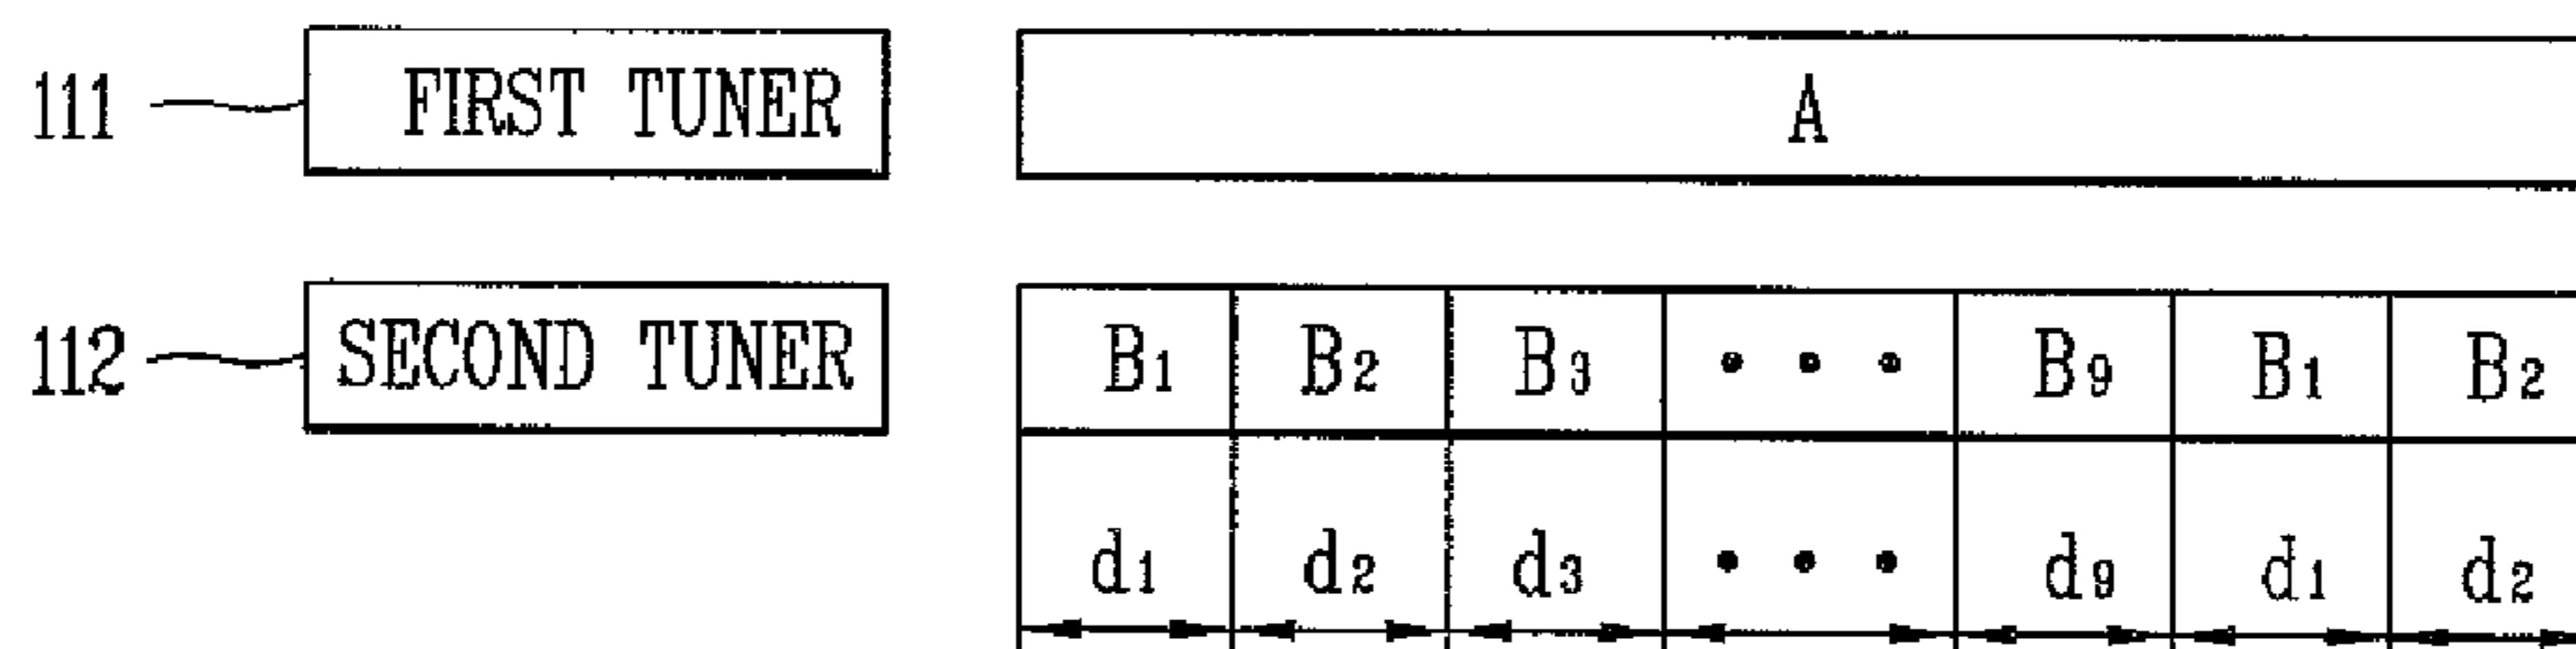 111 FIRST TUNER A
112 SECOND TUNER B1 B2 B3 • • • B9 B1 B2
d1 d2 d3 • • • d9 d1 d2